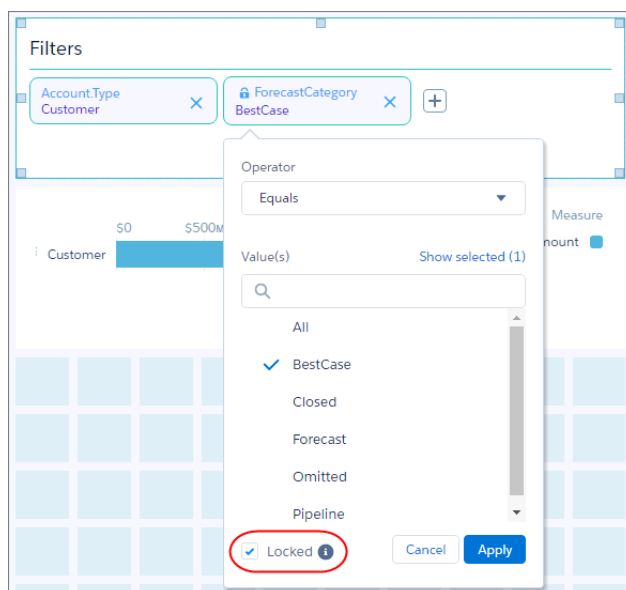 Filters
Account.Type
Customer
ForecastCategory
BestCase
Operator
Equals
$0
$500M
Measure
mount
Customer
Value(s)
Show selected (1)
All
BestCase
Closed
Forecast
Omitted
Pipeline
Locked
Cancel
Apply